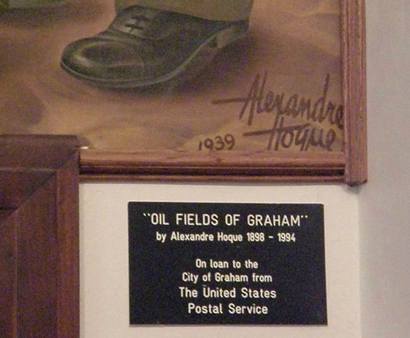 Alexandre
1939 Hogue
"OIL FIELDS OF GRAHAM"
by Alexandre Hoque 1898 - 1994
On loan to the
City of Graham from
The United States
Postal Service